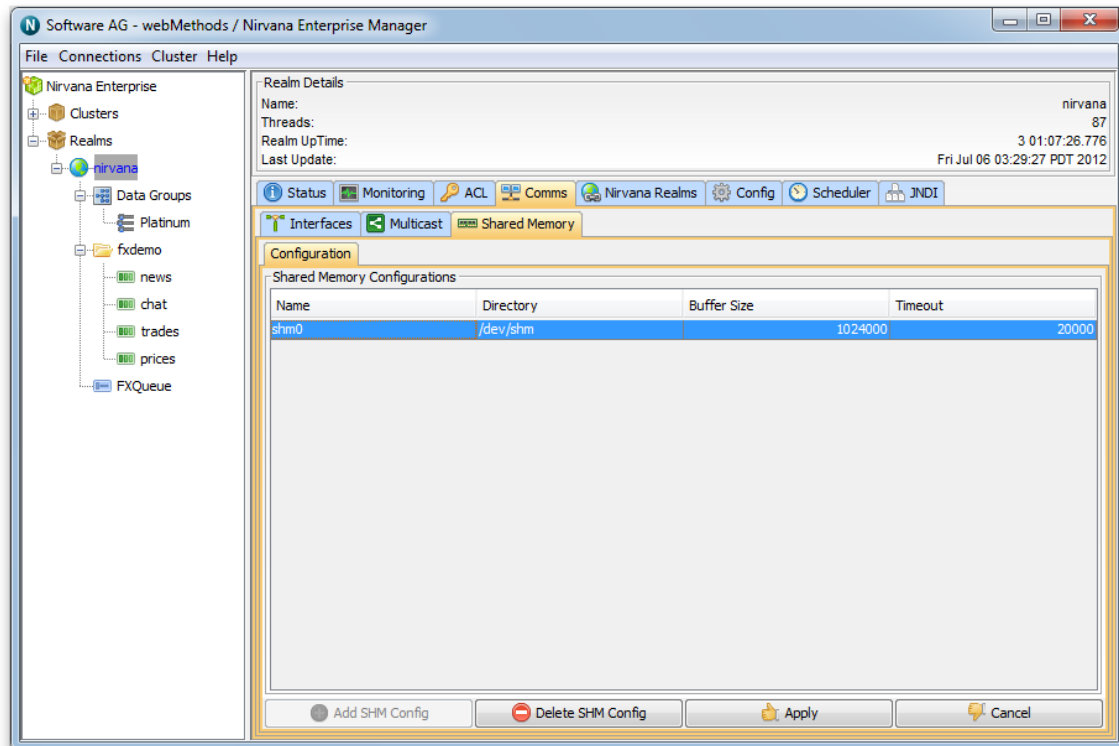 Software AG - webMethods / Nirvana Enterprise Manager
File Connections Cluster Help
Nirvana Enterprise
Clusters
Realms
nirvana
Data Groups
Platinum
fxdemo
news
chat
trades
prices
FXQueue
Realm Details
Name: nirvana
Threads: 87
Realm UpTime: 3 01:07:26.776
Last Update: Fri Jul 06 03:29:27 PDT 2012
Status Monitoring ACL Comms Nirvana Realms Config Scheduler JNDI
Interfaces Multicast Shared Memory
Configuration
Shared Memory Configurations
Name Directory Buffer Size Timeout
shm0 /dev/shm 1024000 20000
Add SHM Config Delete SHM Config Apply Cancel